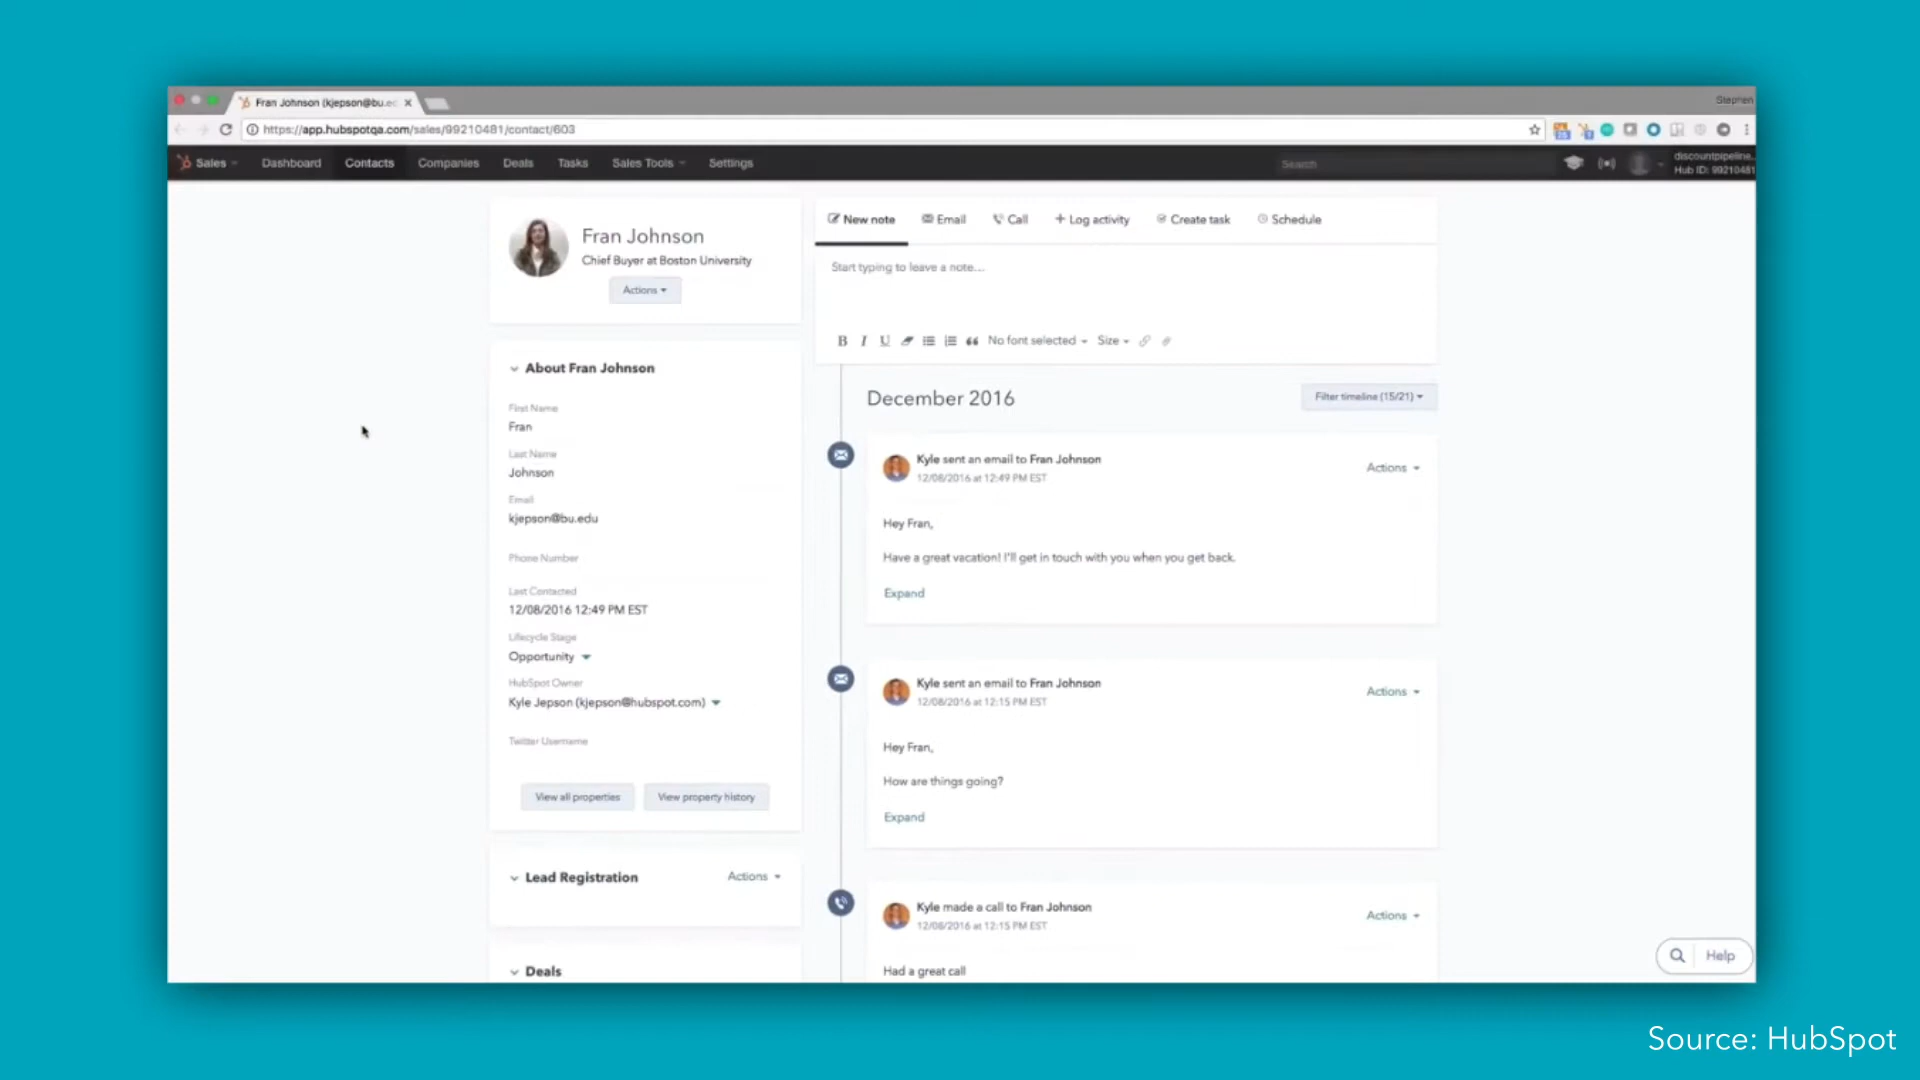 Fran Johnson (kjepson@bu.ec
Stephen
https://app.hubspotqa.com/sales/99210481/contact/603
Sales Dashboard Contacts Companies Deals Tasks Sales Tools Settings
Search
discountpipeline...
Hub ID: 99210481
Fran Johnson
Chief Buyer at Boston University
Actions
About Fran Johnson
First Name
Fran
Last Name
Johnson
Email
kjepson@bu.edu
Phone Number
Last Contacted
12/08/2016 12:49 PM EST
Lifecycle Stage
Opportunity
HubSpot Owner
Kyle Jepson (kjepson@hubspot.com)
Twitter Username
View all properties View property history
Lead Registration Actions
Deals
New note Email Call + Log activity Create task Schedule
Start typing to leave a note...
B I U No font selected Size
December 2016
Filter timeline (15/21)
Kyle sent an email to Fran Johnson
12/08/2016 at 12:49 PM EST
Actions
Hey Fran,
Have a great vacation! I'll get in touch with you when you get back.
Expand
Kyle sent an email to Fran Johnson
12/08/2016 at 12:15 PM EST
Actions
Hey Fran,
How are things going?
Expand
Kyle made a call to Fran Johnson
12/08/2016 at 12:15 PM EST
Actions
Had a great call
Help
Source: HubSpot